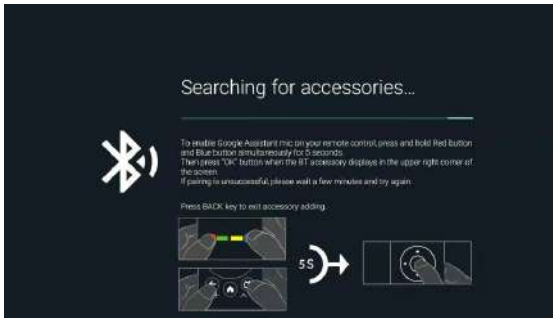 Searching for accessories...
To enable Google Assistant mic on your remote control, press and hold Red button
and Blue button simultaneously for 5 seconds.
Then press "OK" button when the BT accessory displays in the upper right corner of
the screen.
If pairing is unsuccessful, please wait a few minutes and try again.
Press BACK key to exit accessory adding.
5S